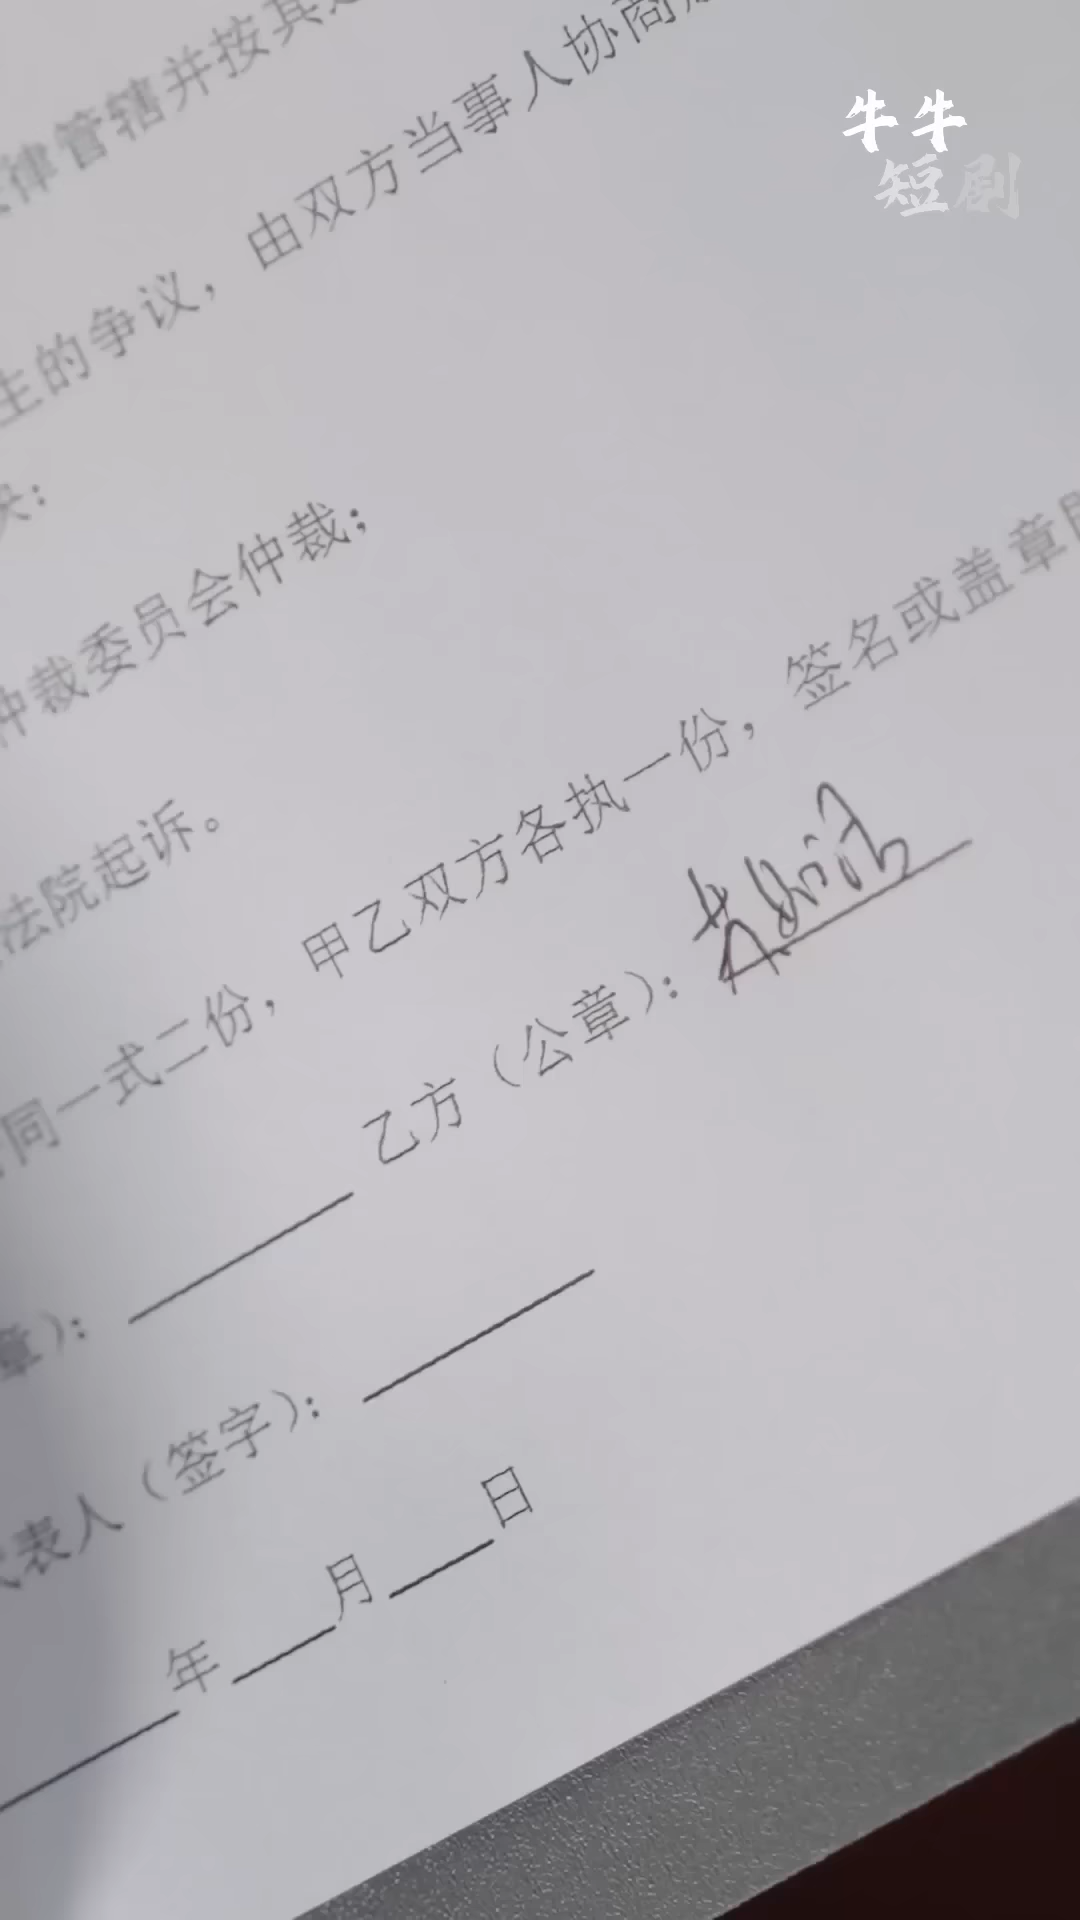 牛牛
短剧
律管辖并按其
的争议，由双方当事人协商
仲裁委员会仲裁；
法院起诉。
同一式二份，甲乙双方各执一份，签名或盖章
章）： 乙方（公章）：
表人（签字）：
年 月 日